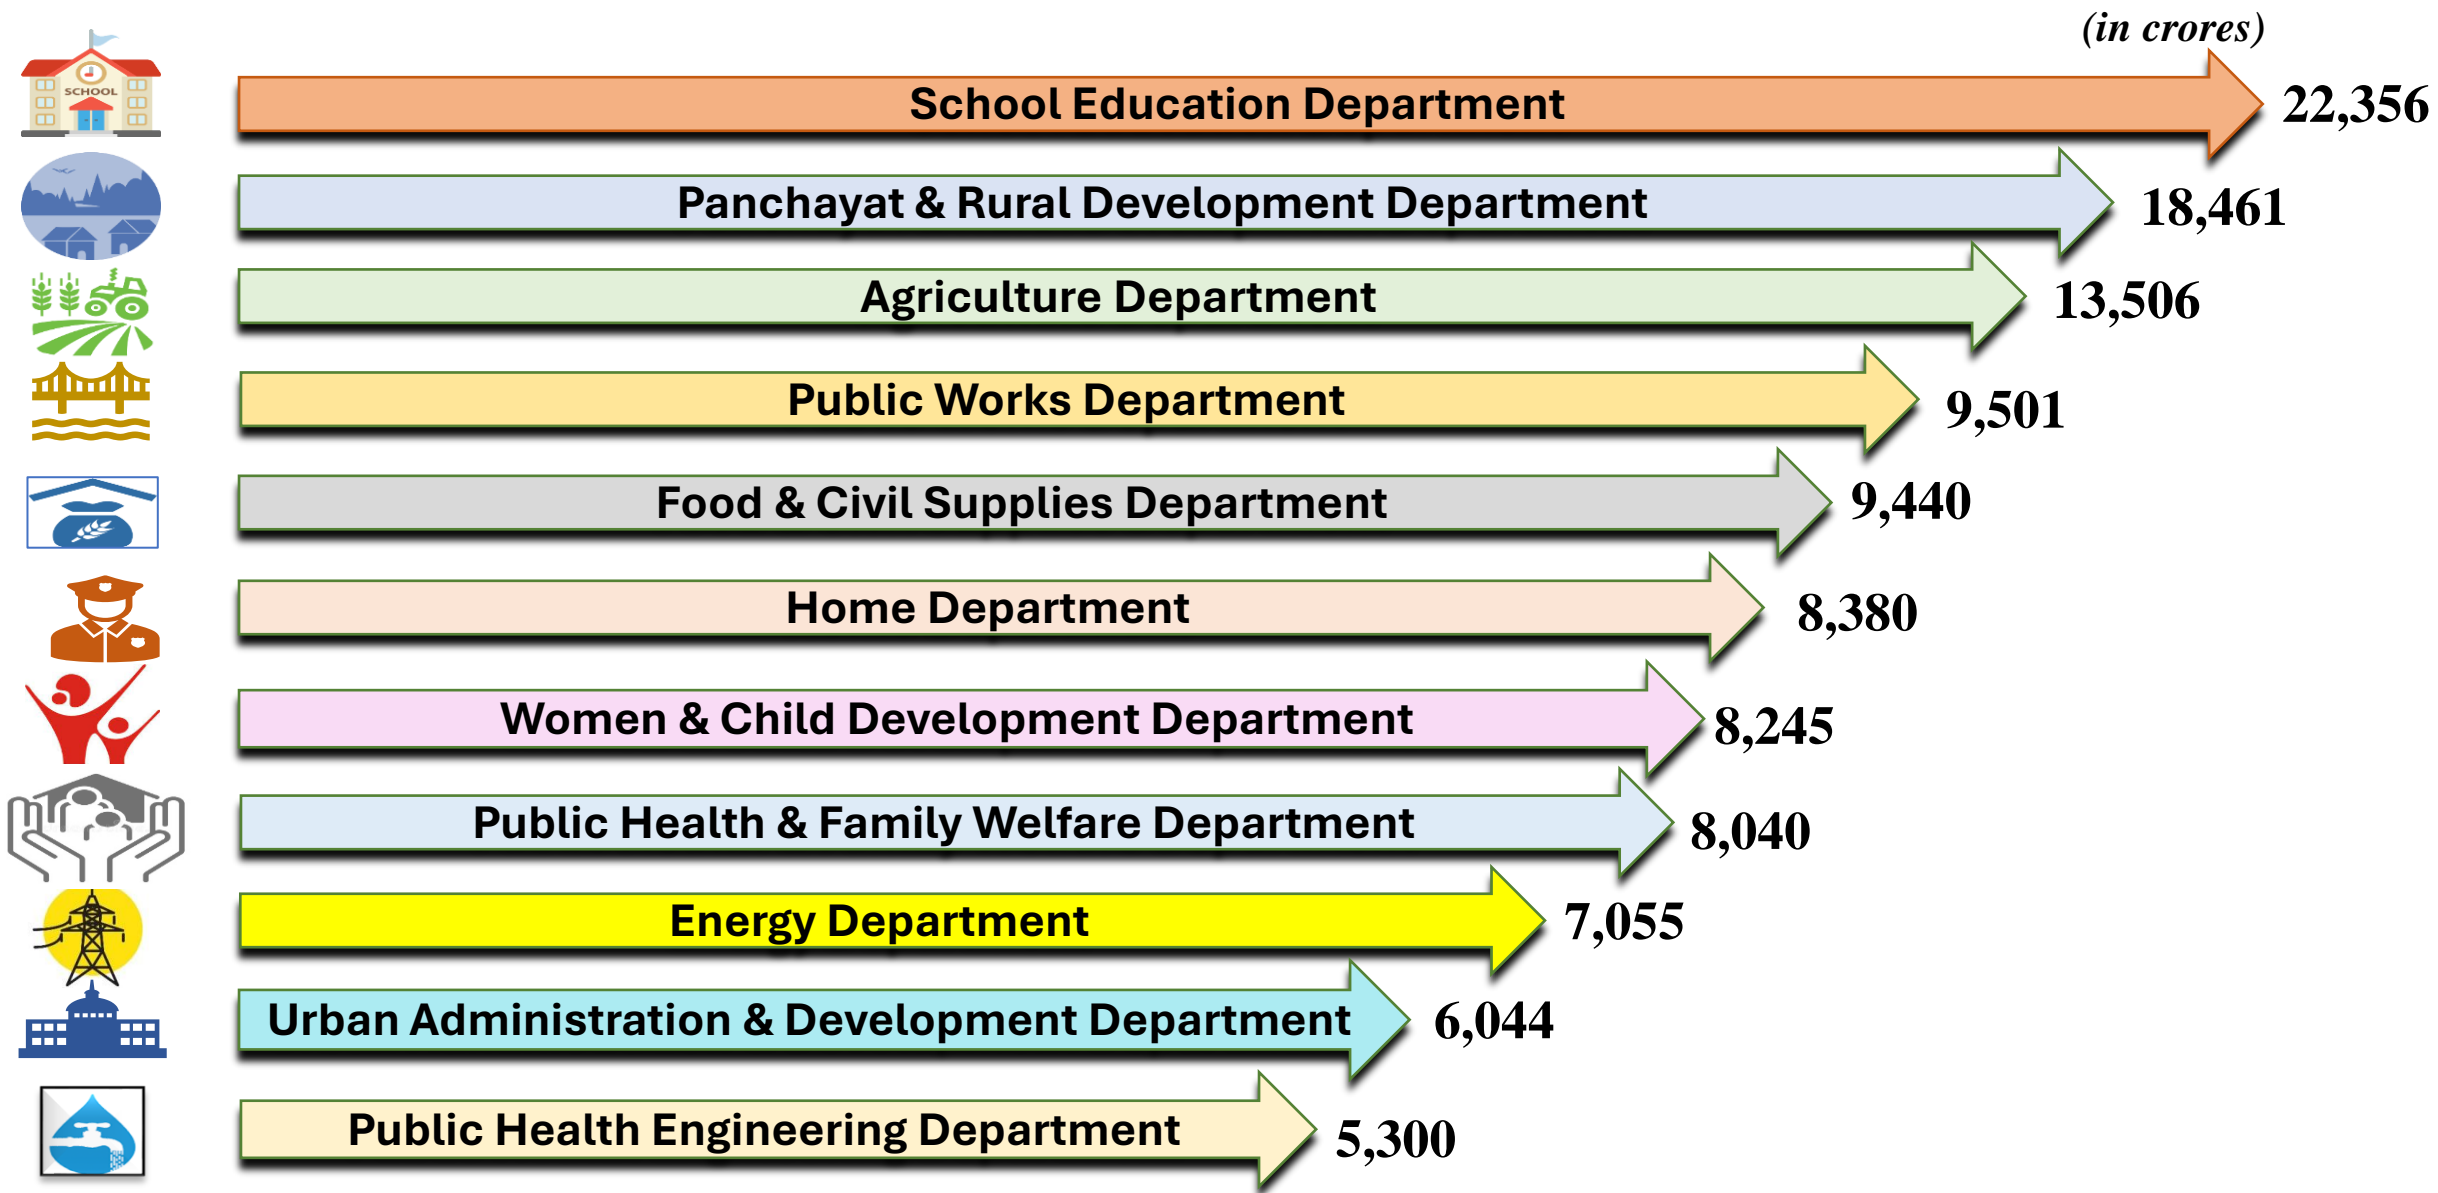 (in crores)
SCHOOL
School Education Department 22,356
Panchayat & Rural Development Department 18,461
Agriculture Department 13,506
Public Works Department 9,501
Food & Civil Supplies Department 9,440
Home Department 8,380
Women & Child Development Department 8,245
Public Health & Family Welfare Department 8,040
Energy Department 7,055
Urban Administration & Development Department 6,044
Public Health Engineering Department 5,300